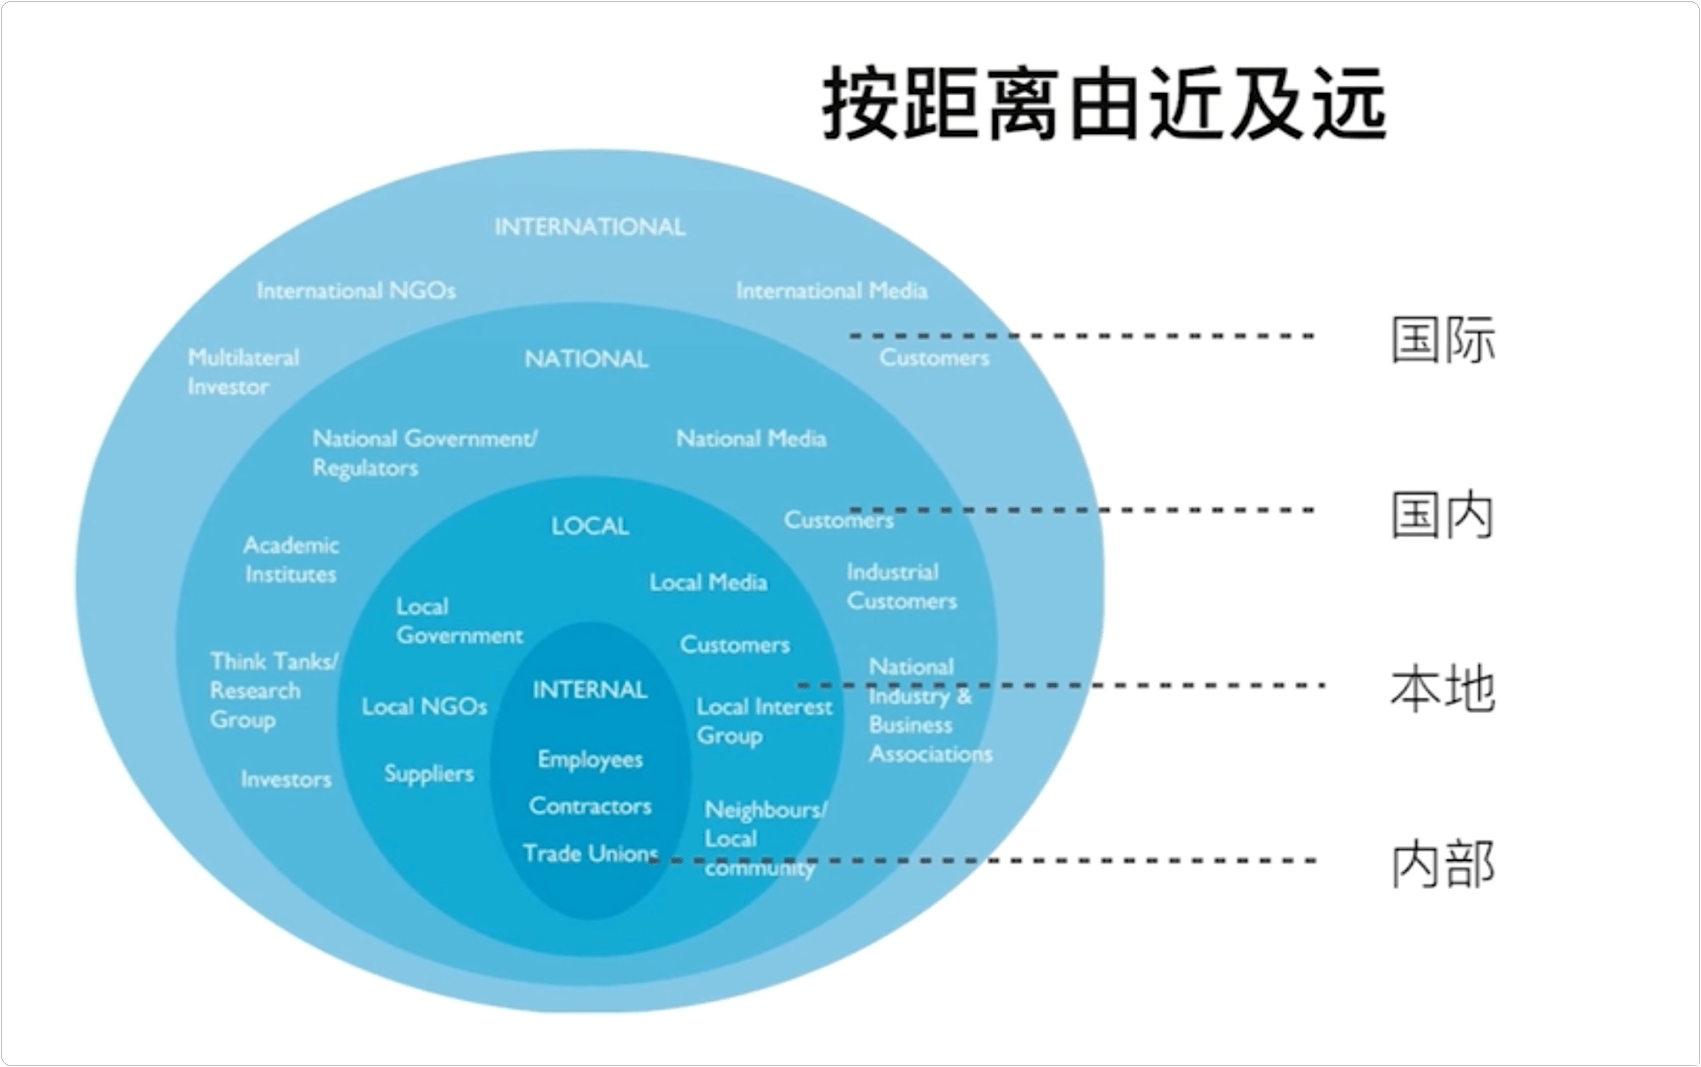 按距离由近及远
INTERNATIONAL
International NGOs
International Media
Multilateral
Investor
Customers
国际
NATIONAL
National Government/
Regulators
National Media
Customers
国内
Academic
Institutes
Industrial
Customers
Think Tanks/
Research
Group
National
Industry &
Business
Associations
Investors
LOCAL
Local Media
Local
Government
Customers
Local NGOs
Local Interest
Group
本地
Suppliers
Neighbours/
Local
community
INTERNAL
Employees
Contractors
Trade Unions
内部